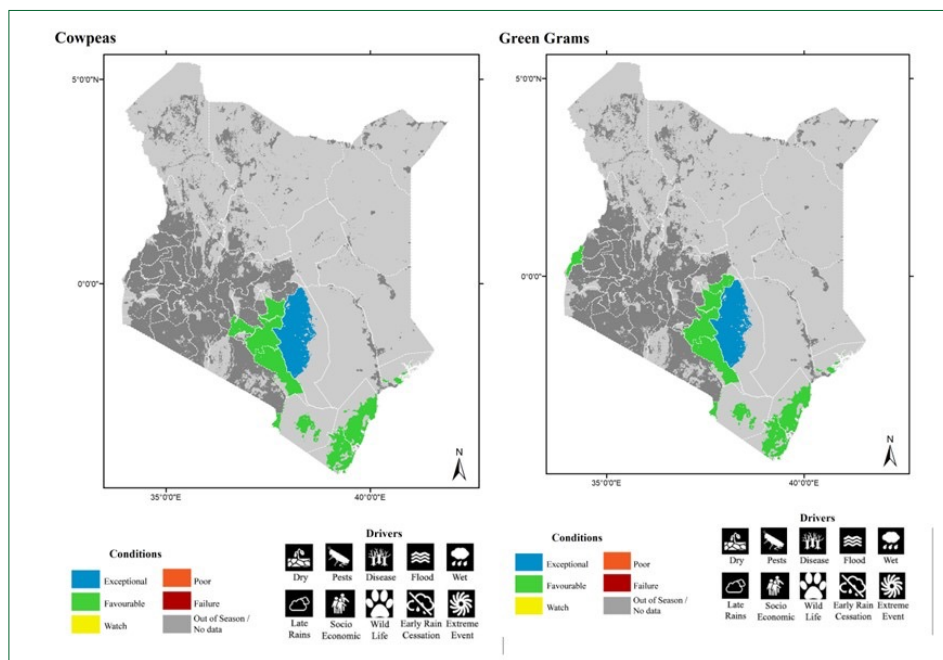 Cowpeas
5°0'0"N
0°0'0"
35°0'0"E
40°0'0"E
N
Conditions
Exceptional
Poor
Favourable
Failure
Watch
Out of Season /
No data
Drivers
Dry
Pests
Disease
Flood
Wet
Late
Rains
Socio
Economic
Wild
Life
Early Rain
Cessation
Extreme
Event
Green Grams
5°0'0"N
0°0'0"
35°0'0"E
40°0'0"E
N
Conditions
Exceptional
Poor
Favourable
Failure
Watch
Out of Season /
No data
Drivers
Dry
Pests
Disease
Flood
Wet
Late
Rains
Socio
Economic
Wild
Life
Early Rain
Cessation
Extreme
Event